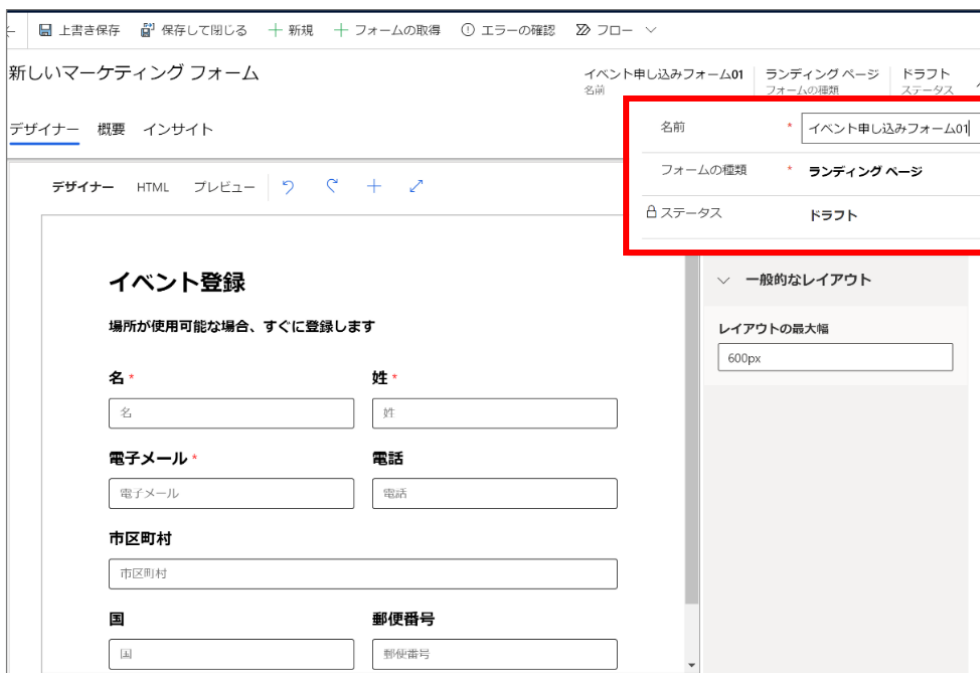 上書き保存 保存して閉じる 新規 フォームの取得 エラーの確認 フロー
新しいマーケティング フォーム
イベント申し込みフォーム01 ランディング ページ ドラフト
名前 フォームの種類 ステータス
デザイナー 概要 インサイト
名前 * イベント申し込みフォーム01
フォームの種類 * ランディング ページ
ステータス ドラフト
デザイナー HTML プレビュー
イベント登録
場所が使用可能な場合、すぐに登録します
名 * 姓 *
名 姓
電子メール * 電話
電子メール 電話
市区町村
市区町村
国 郵便番号
国 郵便番号
一般的なレイアウト
レイアウトの最大幅
600px